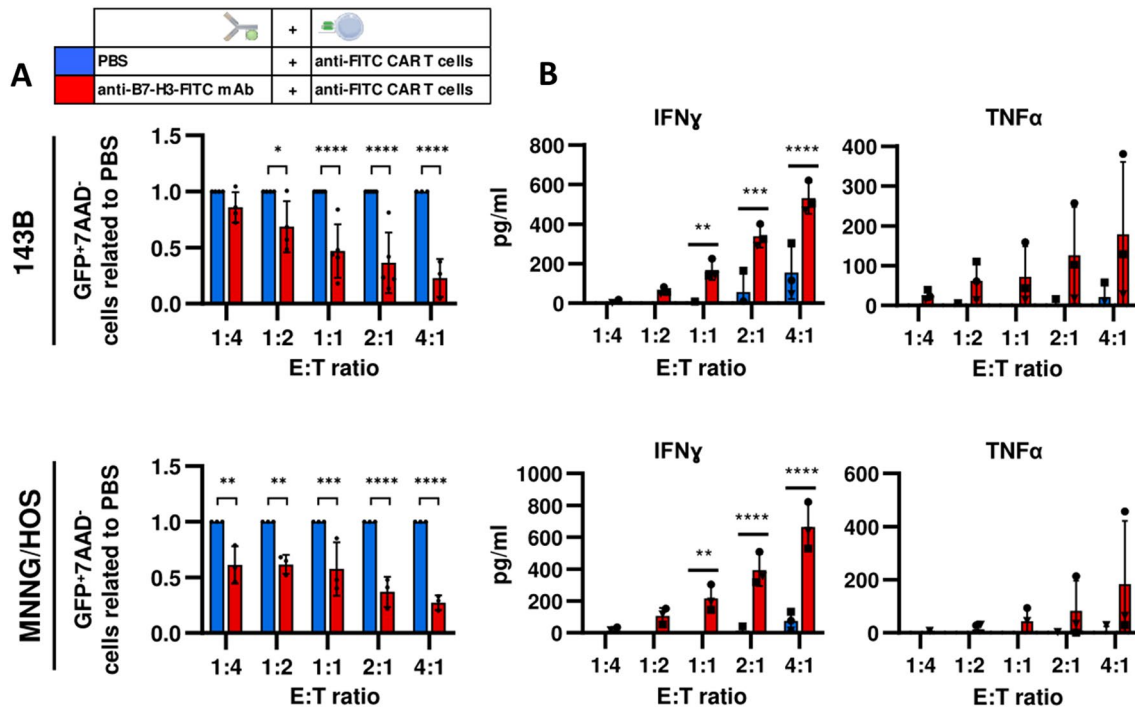 +
PBS + anti-FITC CAR T cells
anti-B7-H3-FITC mAb + anti-FITC CAR T cells
A
B
143B
GFP⁺7AAD⁻
cells related to PBS
1.5
1.0
0.5
0.0
* **** **** ****
1:4 1:2 1:1 2:1 4:1
E:T ratio
IFNɣ
pg/ml
800
600
400
200
0
** *** ****
1:4 1:2 1:1 2:1 4:1
E:T ratio
TNFα
400
300
200
100
0
1:4 1:2 1:1 2:1 4:1
E:T ratio
MNNG/HOS
GFP⁺7AAD⁻
cells related to PBS
1.5
1.0
0.5
0.0
** ** *** **** ****
1:4 1:2 1:1 2:1 4:1
E:T ratio
IFNɣ
pg/ml
1000
800
600
400
200
0
** **** ****
1:4 1:2 1:1 2:1 4:1
E:T ratio
TNFα
600
400
200
0
1:4 1:2 1:1 2:1 4:1
E:T ratio